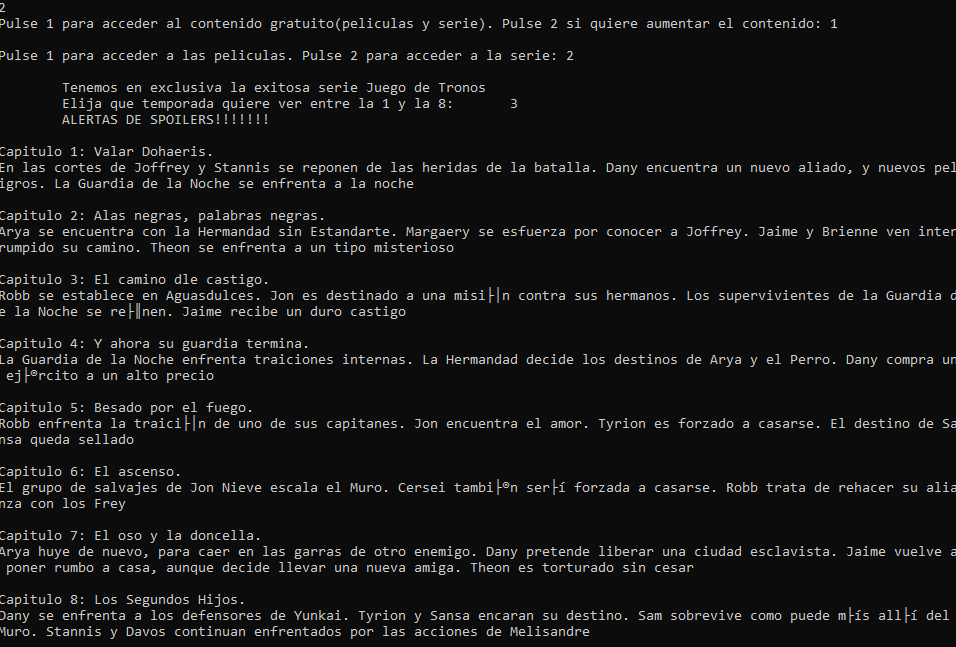 2
Pulse 1 para acceder al contenido gratuito(peliculas y serie). Pulse 2 si quiere aumentar el contenido: 1
Pulse 1 para acceder a las peliculas. Pulse 2 para acceder a la serie: 2
Tenemos en exclusiva la exitosa serie Juego de Tronos
Elija que temporada quiere ver entre la 1 y la 8: 3
ALERTAS DE SPOILERS!!!!!!!
Capitulo 1: Valar Dohaeris.
En las cortes de Joffrey y Stannis se reponen de las heridas de la batalla. Dany encuentra un nuevo aliado, y nuevos pel
igros. La Guardia de la Noche se enfrenta a la noche
Capitulo 2: Alas negras, palabras negras.
Arya se encuentra con la Hermandad sin Estandarte. Margaery se esfuerza por conocer a Joffrey. Jaime y Brienne ven inter
rumpido su camino. Theon se enfrenta a un tipo misterioso
Capitulo 3: El camino dle castigo.
Robb se establece en Aguasdulces. Jon es destinado a una misi├│n contra sus hermanos. Los supervivientes de la Guardia d
e la Noche se re├║nen. Jaime recibe un duro castigo
Capitulo 4: Y ahora su guardia termina.
La Guardia de la Noche enfrenta traiciones internas. La Hermandad decide los destinos de Arya y el Perro. Dany compra un
ej├®rcito a un alto precio
Capitulo 5: Besado por el fuego.
Robb enfrenta la traici├│n de uno de sus capitanes. Jon encuentra el amor. Tyrion es forzado a casarse. El destino de Sa
nsa queda sellado
Capitulo 6: El ascenso.
El grupo de salvajes de Jon Nieve escala el Muro. Cersei tambi├®n ser├í forzada a casarse. Robb trata de rehacer su alia
nza con los Frey
Capitulo 7: El oso y la doncella.
Arya huye de nuevo, para caer en las garras de otro enemigo. Dany pretende liberar una ciudad esclavista. Jaime vuelve a
poner rumbo a casa, aunque decide llevar una nueva amiga. Theon es torturado sin cesar
Capitulo 8: Los Segundos Hijos.
Dany se enfrenta a los defensores de Yunkai. Tyrion y Sansa encaran su destino. Sam sobrevive como puede m├ís all├í del
Muro. Stannis y Davos continuan enfrentados por las acciones de Melisandre